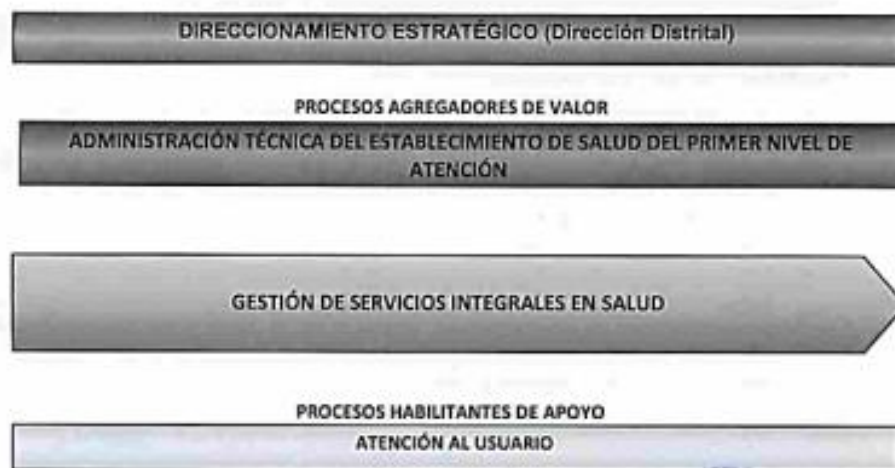 DIRECCIONAMIENTO ESTRATÉGICO (Dirección Distrital)
PROCESOS AGREGADORES DE VALOR
ADMINISTRACIÓN TÉCNICA DEL ESTABLECIMIENTO DE SALUD DEL PRIMER NIVEL DE
ATENCIÓN
GESTIÓN DE SERVICIOS INTEGRALES EN SALUD
PROCESOS HABILITANTES DE APOYO
ATENCIÓN AL USUARIO